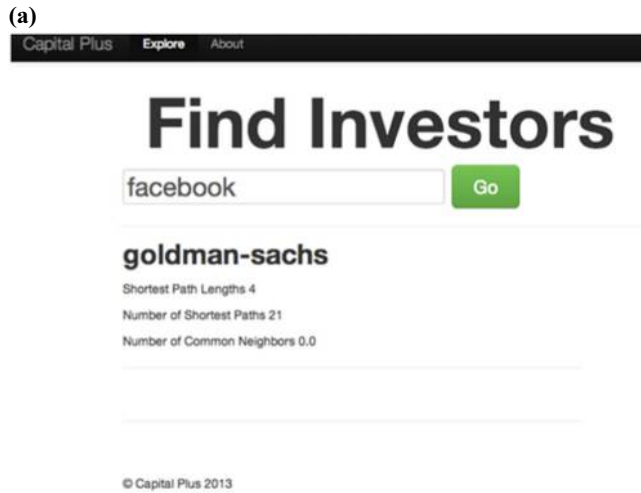 (a)
Capital Plus Explore About
Find Investors
facebook Go
goldman-sachs
Shortest Path Lengths 4
Number of Shortest Paths 21
Number of Common Neighbors 0.0
© Capital Plus 2013